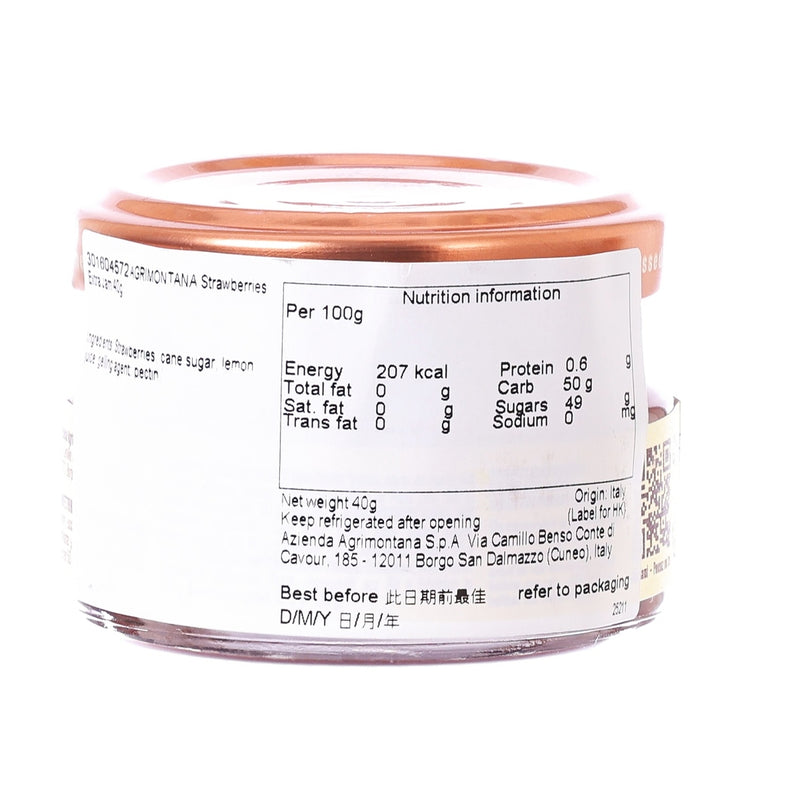 301604572 AGRIMONTANA Strawberries
Extra Jam 40g
Ingredients: Strawberries, cane sugar, lemon
juice, gelling agent: pectin
Nutrition information
Per 100g
Energy 207 kcal Protein 0.6 g
Total fat 0 g Carb 50 g
Sat. fat 0 g Sugars 49 g
Trans fat 0 g Sodium 0 mg
Net weight 40g Origin: Italy
Keep refrigerated after opening (Label for HK)
Azienda Agrimontana S.p.A Via Camillo Benso Conte di
Cavour, 185 - 12011 Borgo San Dalmazzo (Cuneo), Italy
Best before 此日期前最佳 refer to packaging
D/M/Y 日/月/年 25211